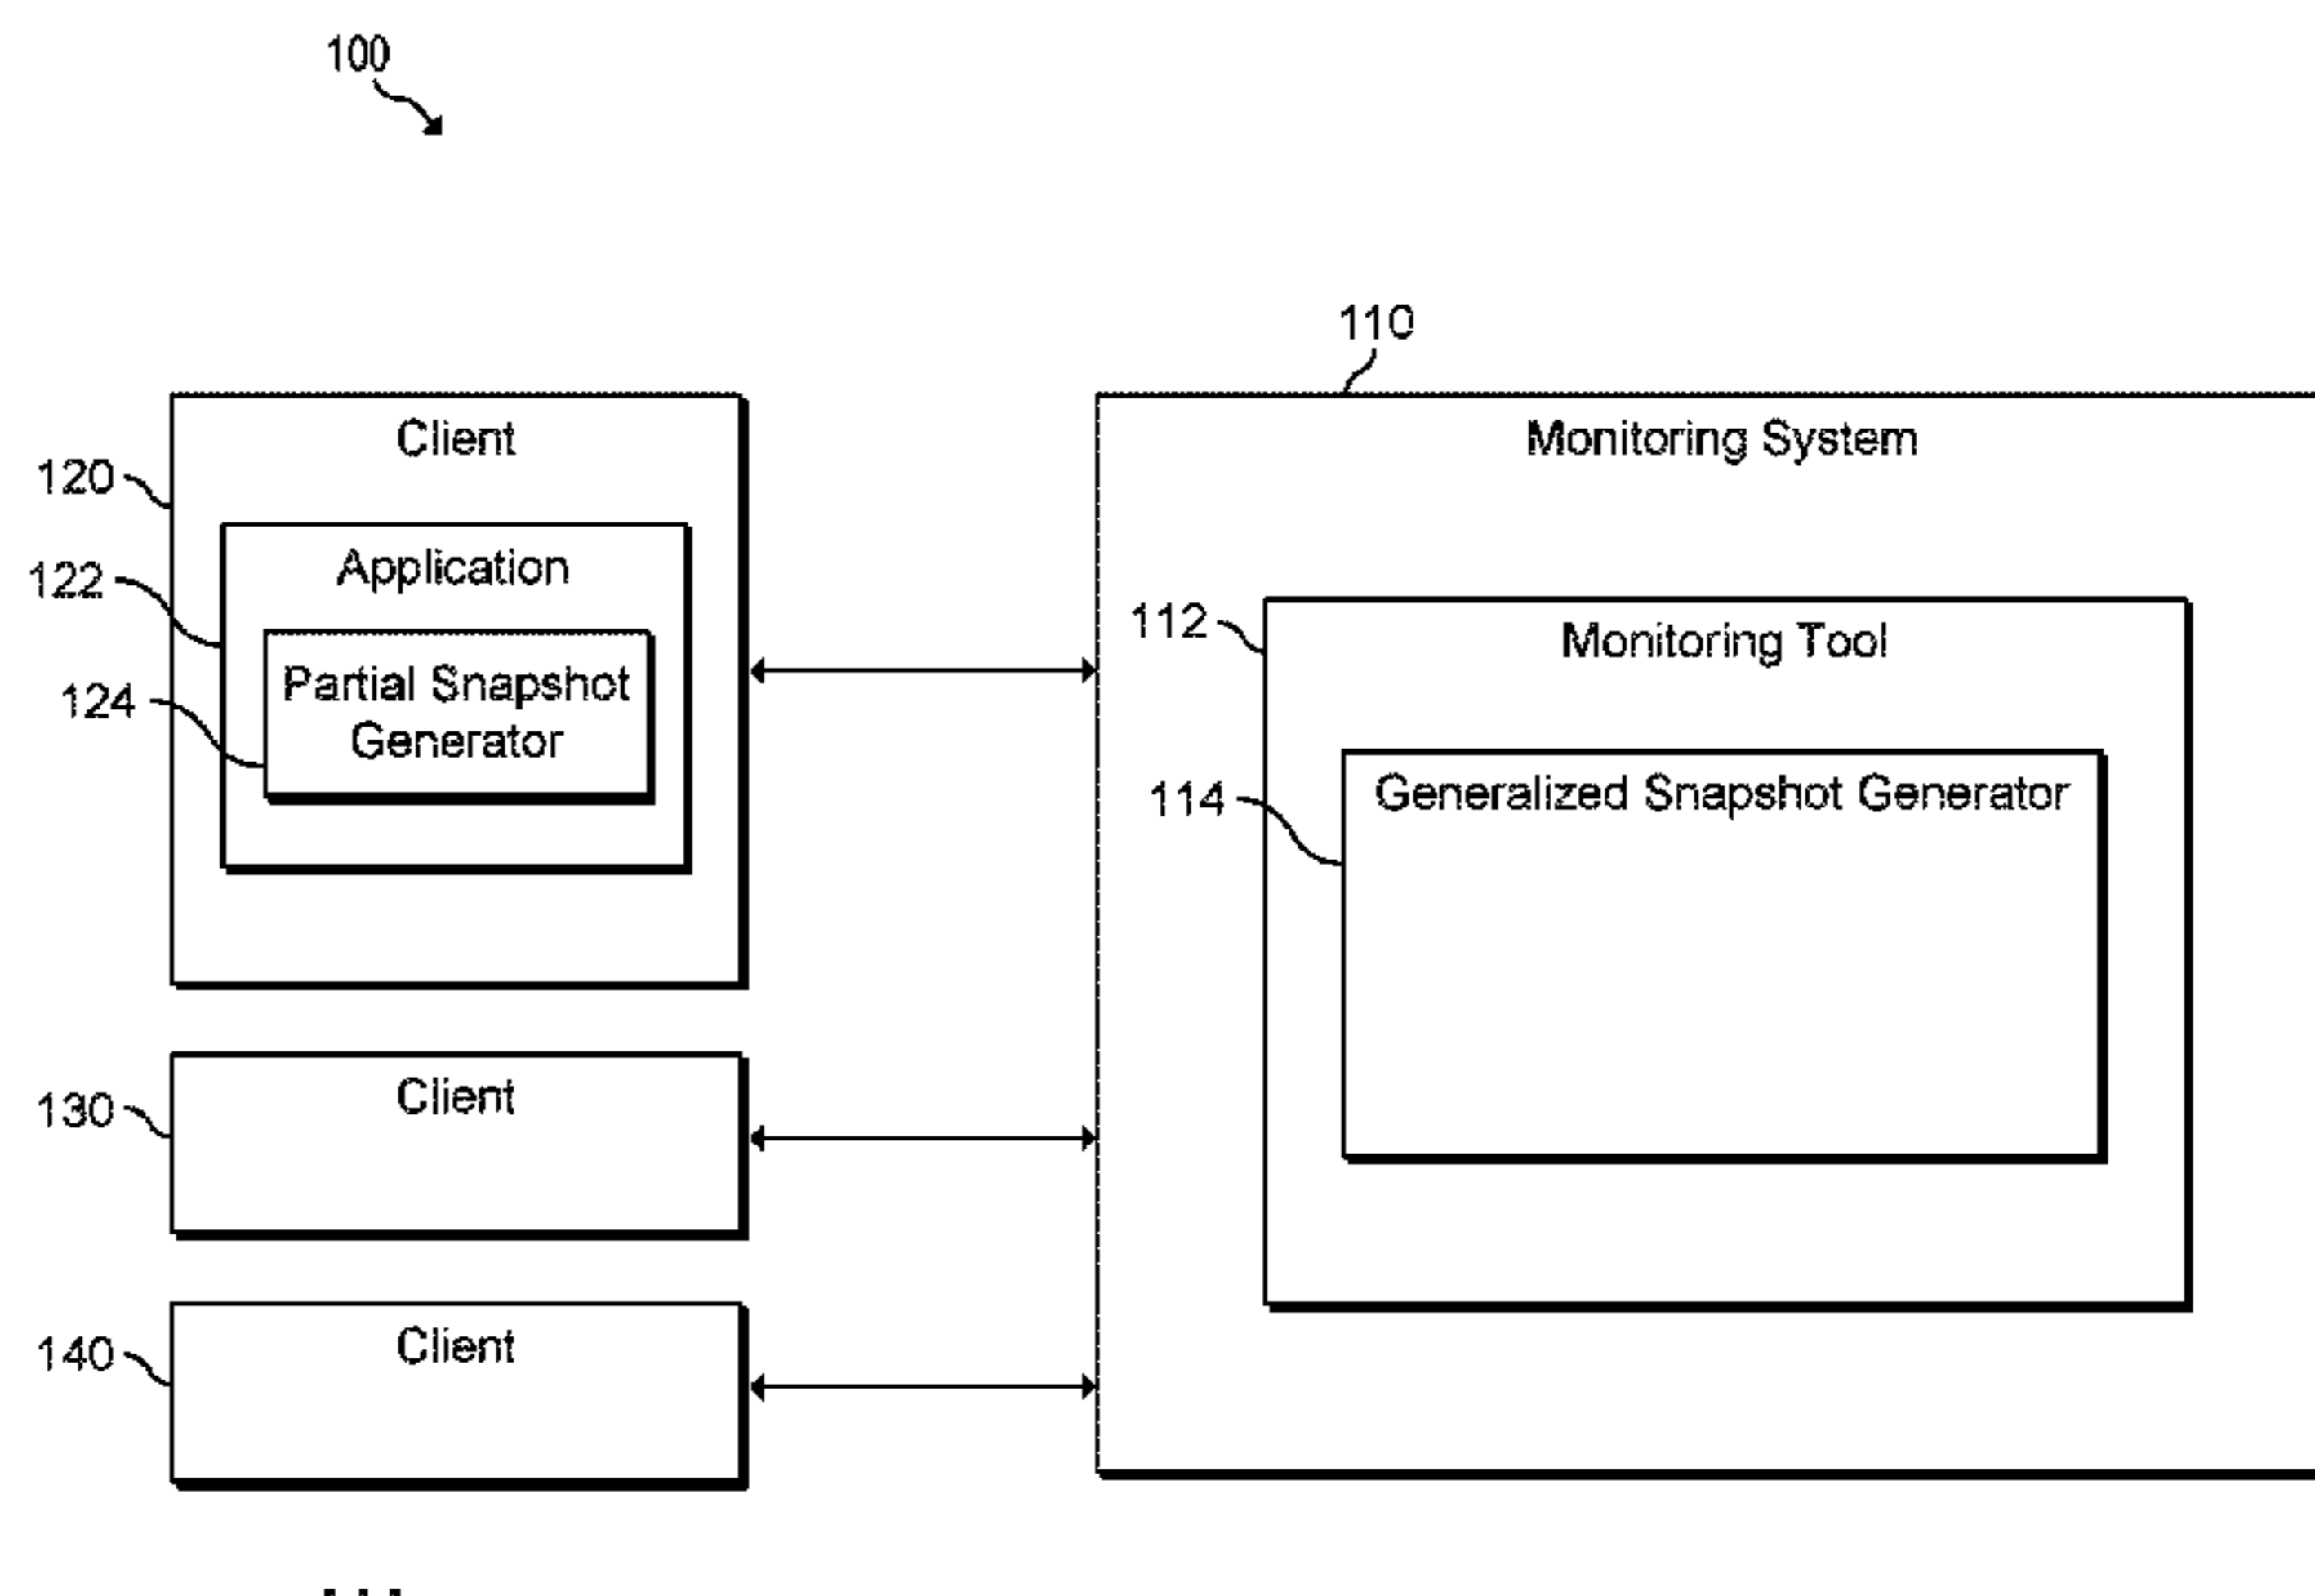 100
110
Client
Monitoring System
120
Application
122
112
Monitoring Tool
Partial Snapshot
Generator
124
114
Generalized Snapshot Generator
130
Client
140
Client